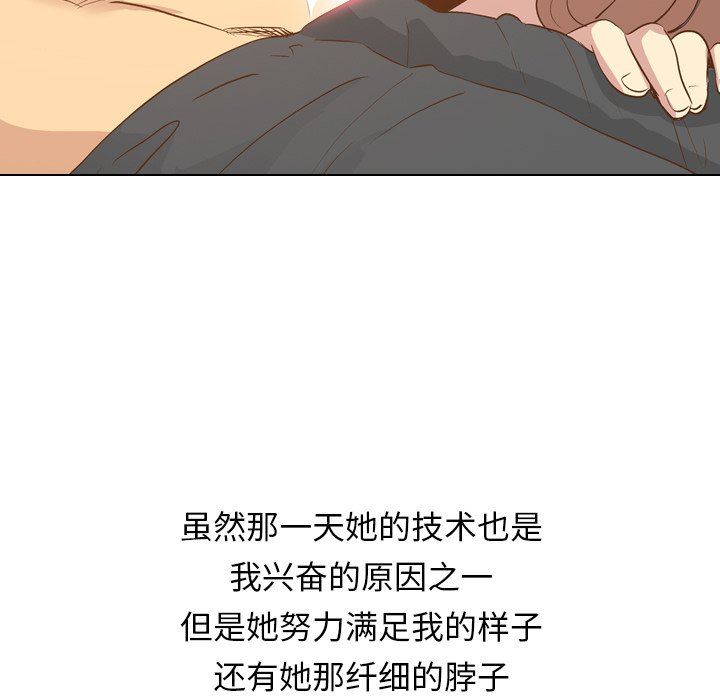 虽然那一天她的技术也是
我兴奋的原因之一
但是她努力满足我的样子
还有她那纤细的脖子